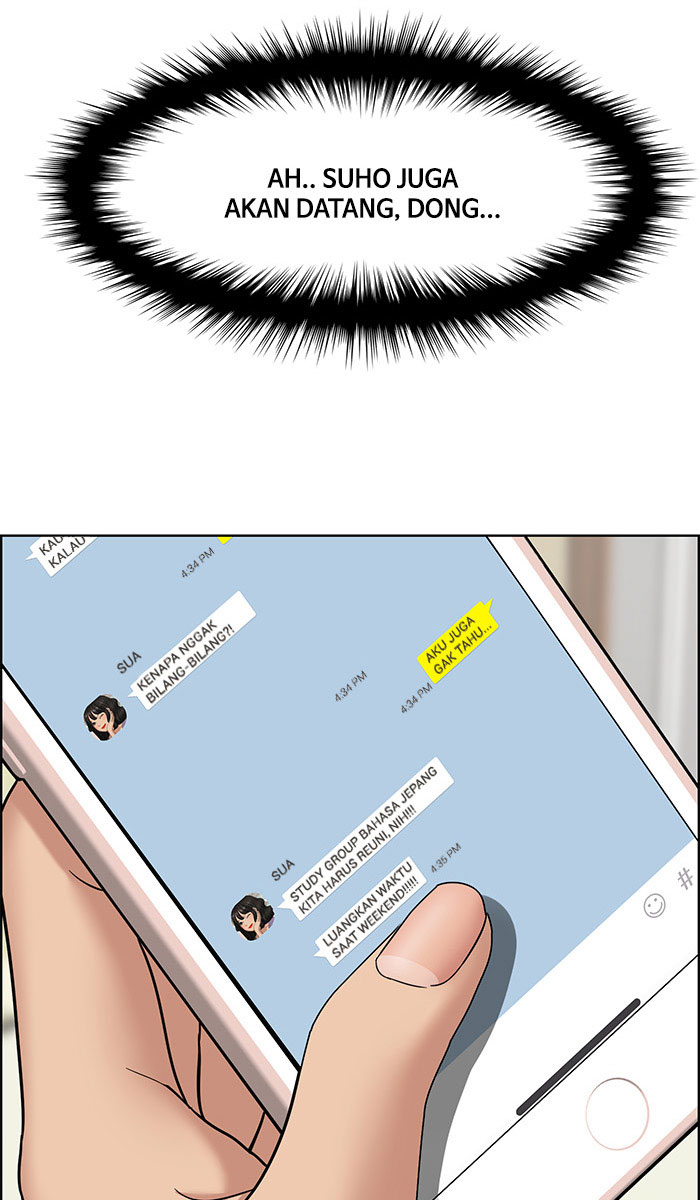 AH.. SUHO JUGA
AKAN DATANG, DONG...
KAU
KALAU
4:34 PM
SUA
KENAPA NGGAK
BILANG-BILANG?!
4:34 PM
AKU JUGA
GAK TAHU...
4:34 PM
SUA
STUDY GROUP BAHASA JEPANG
KITA HARUS REUNI, NIH!!!
LUANGKAN WAKTU
SAAT WEEKEND!!!!
4:35 PM
#